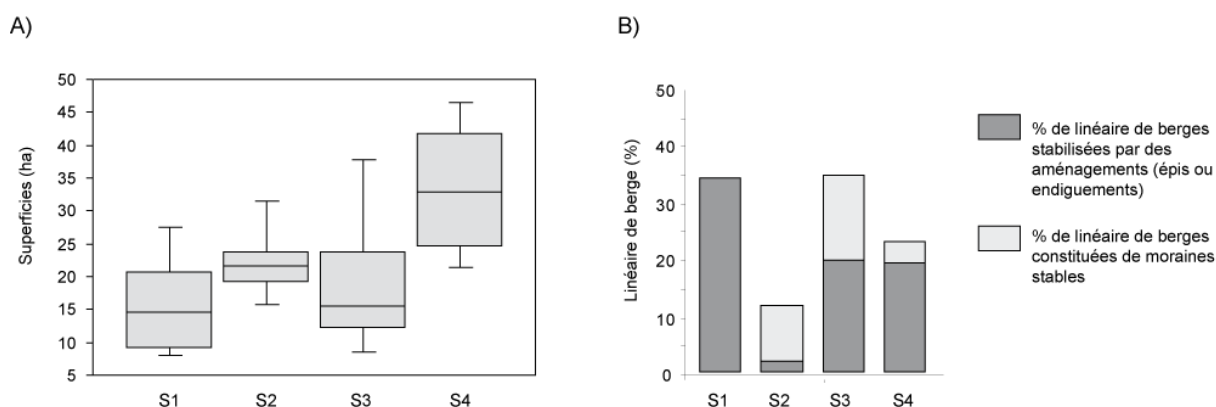 A)
Superficies (ha)
50
45
40
35
30
25
20
15
10
5
S1 S2 S3 S4
B)
Linéaire de berge (%)
50
40
30
20
10
0
S1 S2 S3 S4
% de linéaire de berges
stabilisées par des
aménagements (épis ou
endiguements)
% de linéaire de berges
constituées de moraines
stables